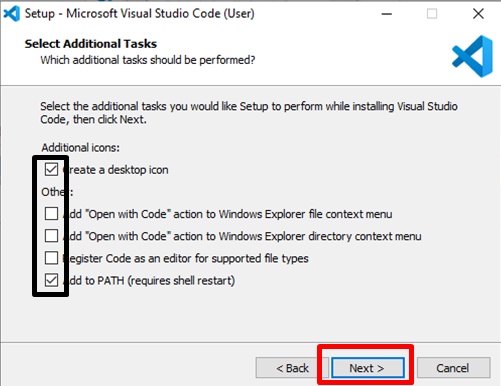 Setup - Microsoft Visual Studio Code (User)
Select Additional Tasks
Which additional tasks should be performed?
Select the additional tasks you would like Setup to perform while installing Visual Studio
Code, then click Next.
Additional icons:
Create a desktop icon
Other:
Add "Open with Code" action to Windows Explorer file context menu
Add "Open with Code" action to Windows Explorer directory context menu
Register Code as an editor for supported file types
Add to PATH (requires shell restart)
< Back
Next >
Cancel